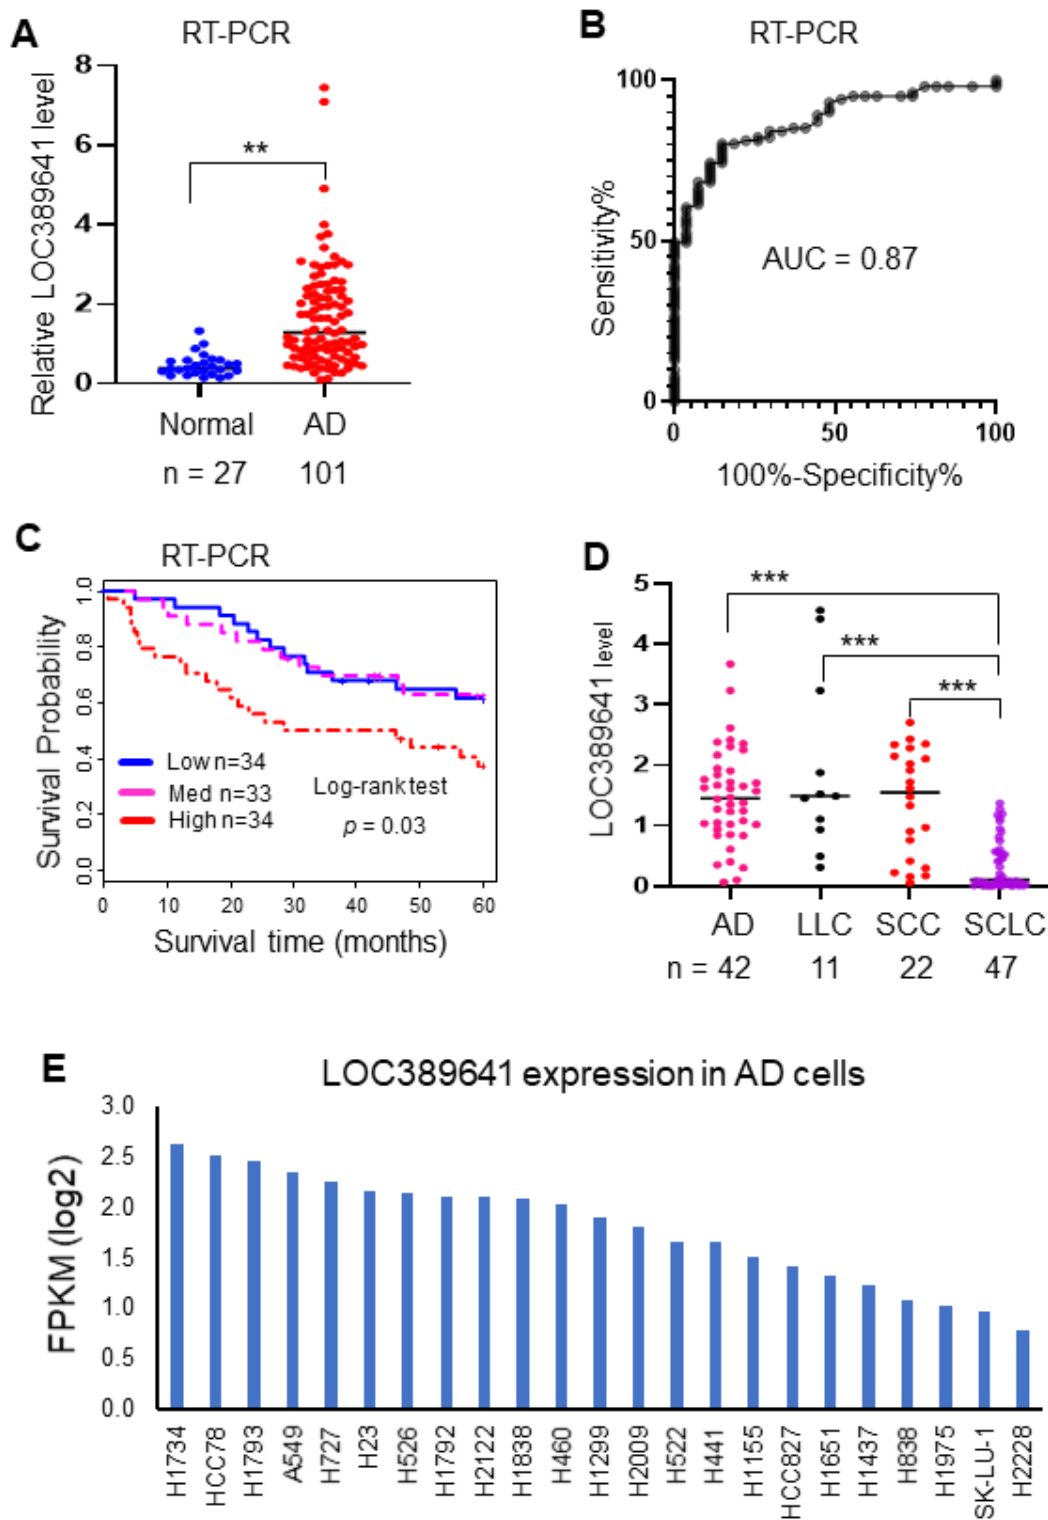 A
RT-PCR
Relative LOC389641 level
8
6
4
2
0
**
Normal AD
n = 27 101
B
RT-PCR
Sensitivity%
100
50
0
AUC = 0.87
0 50 100
100%-Specificity%
C
RT-PCR
Survival Probability
1.0
0.8
0.6
0.4
0.2
0.0
Low n=34
Med n=33
High n=34
Log-rank test
p = 0.03
0 10 20 30 40 50 60
Survival time (months)
D
LOC389641 level
5
4
3
2
1
0
***
***
***
AD LLC SCC SCLC
n = 42 11 22 47
E
LOC389641 expression in AD cells
FPKM (log2)
3.0
2.5
2.0
1.5
1.0
0.5
0.0
H1734
HCC78
H1793
A549
H727
H23
H526
H1792
H2122
H1838
H460
H1299
H2009
H522
H441
H1155
HCC827
H1651
H1437
H838
H1975
SK-LU-1
H2228